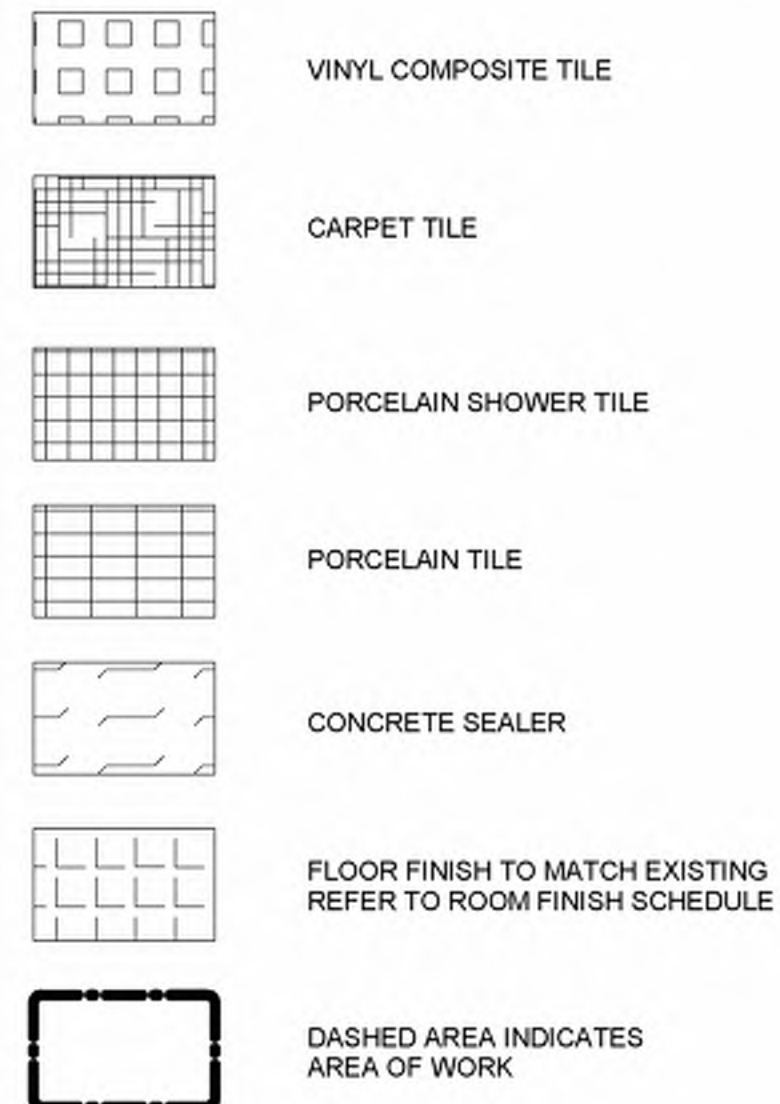 VINYL COMPOSITE TILE
CARPET TILE
PORCELAIN SHOWER TILE
PORCELAIN TILE
CONCRETE SEALER
FLOOR FINISH TO MATCH EXISTING
REFER TO ROOM FINISH SCHEDULE
DASHED AREA INDICATES
AREA OF WORK